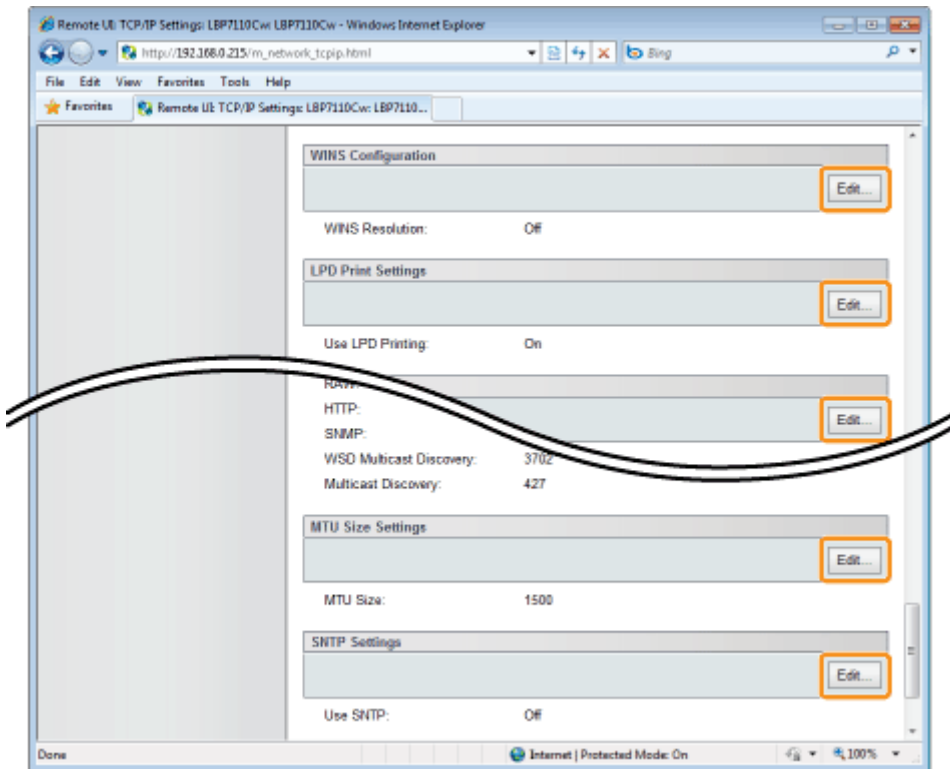 Remote UI: TCP/IP Settings: LBP7110Cw: LBP7110Cw - Windows Internet Explorer
http://192.168.0.215/m_network_tcpip.html
Bing
File Edit View Favorites Tools Help
Favorites
Remote UI: TCP/IP Settings: LBP7110Cw: LBP7110...
WINS Configuration
Edit...
WINS Resolution: Off
LPD Print Settings
Edit...
Use LPD Printing: On
RAW:
HTTP:
Edit...
SNMP:
WSD Multicast Discovery: 3702
Multicast Discovery: 427
MTU Size Settings
Edit...
MTU Size: 1500
SNTP Settings
Edit...
Use SNTP: Off
Done
Internet | Protected Mode: On
100%